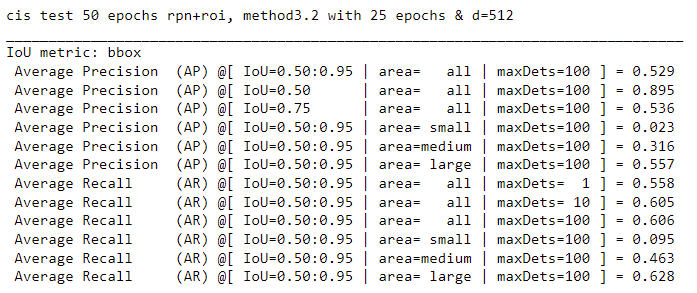 cis test 50 epochs rpn+roi, method3.2 with 25 epochs & d=512
IoU metric: bbox
Average Precision  (AP) @[ IoU=0.50:0.95 | area=   all | maxDets=100 ] = 0.529
Average Precision  (AP) @[ IoU=0.50      | area=   all | maxDets=100 ] = 0.895
Average Precision  (AP) @[ IoU=0.75      | area=   all | maxDets=100 ] = 0.536
Average Precision  (AP) @[ IoU=0.50:0.95 | area= small | maxDets=100 ] = 0.023
Average Precision  (AP) @[ IoU=0.50:0.95 | area=medium | maxDets=100 ] = 0.316
Average Precision  (AP) @[ IoU=0.50:0.95 | area= large | maxDets=100 ] = 0.557
Average Recall     (AR) @[ IoU=0.50:0.95 | area=   all | maxDets=  1 ] = 0.558
Average Recall     (AR) @[ IoU=0.50:0.95 | area=   all | maxDets= 10 ] = 0.605
Average Recall     (AR) @[ IoU=0.50:0.95 | area=   all | maxDets=100 ] = 0.606
Average Recall     (AR) @[ IoU=0.50:0.95 | area= small | maxDets=100 ] = 0.095
Average Recall     (AR) @[ IoU=0.50:0.95 | area=medium | maxDets=100 ] = 0.463
Average Recall     (AR) @[ IoU=0.50:0.95 | area= large | maxDets=100 ] = 0.628